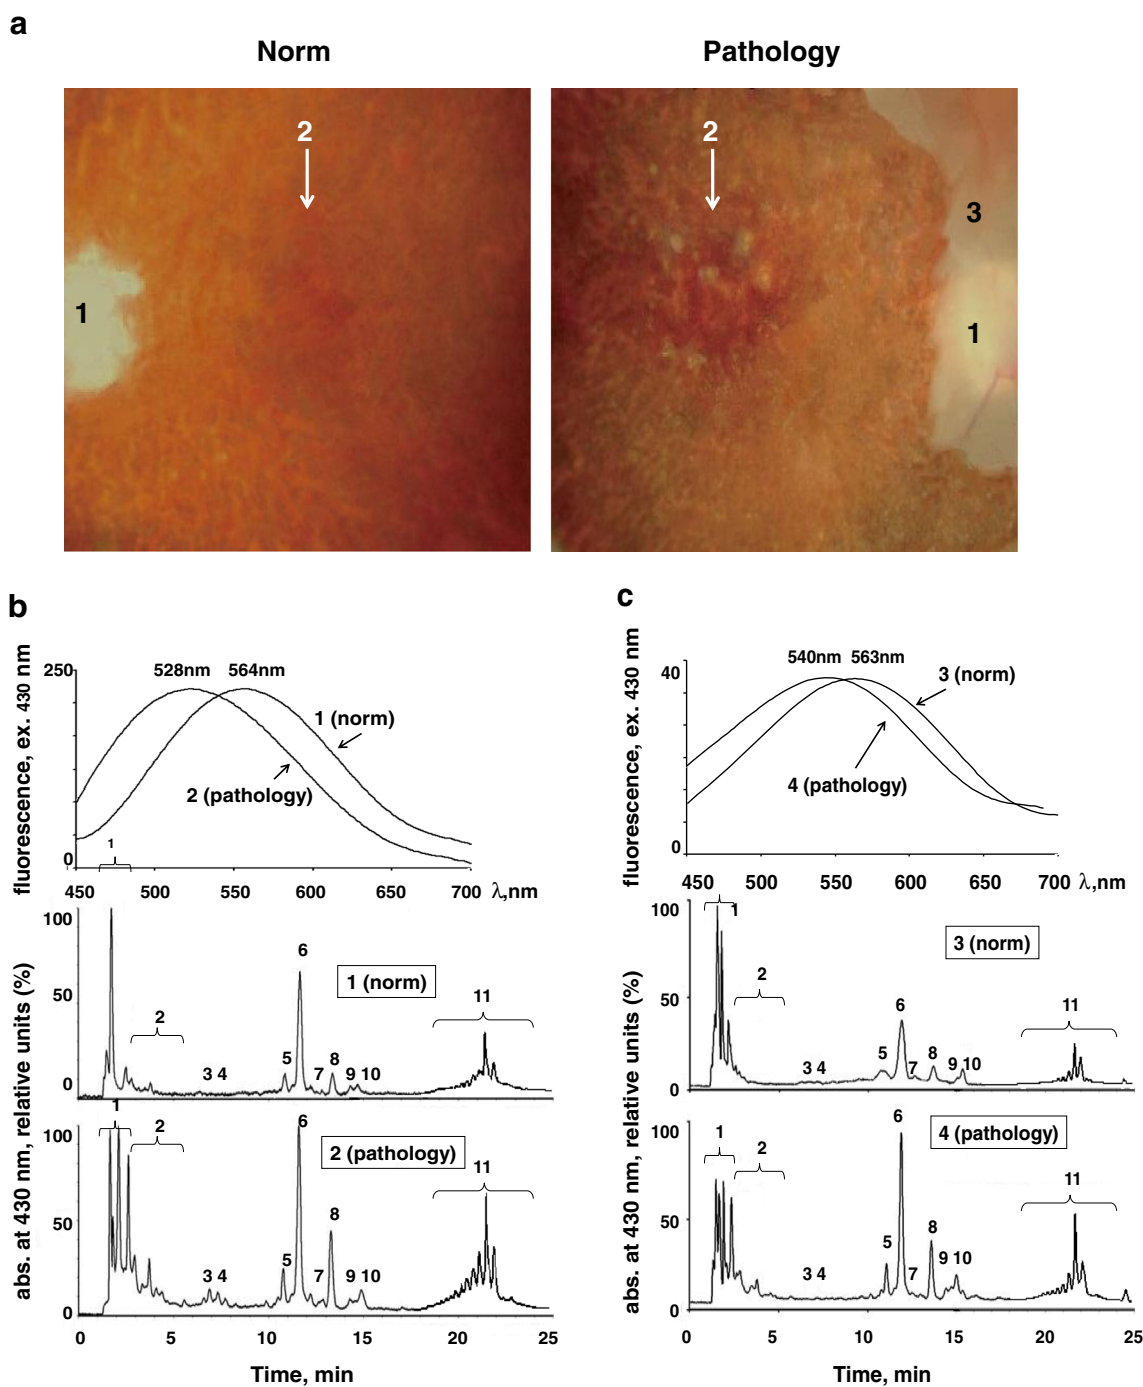 a
Norm
Pathology
2
1
2
3
1
b
fluorescence, ex. 430 nm
250
0
528nm 564nm
1 (norm)
2 (pathology)
1
450 500 550 600 650 700 λ,nm
abs. at 430 nm, relative units (%)
100
50
0
2
3 4
5
6
7
8
9 10
11
1 (norm)
1
100
50
0
2
3 4
5
6
7
8
9 10
11
2 (pathology)
0 5 10 15 20 25
Time, min
c
fluorescence, ex. 430 nm
40
0
540nm 563nm
3 (norm)
4 (pathology)
450 500 550 600 650 700 λ,nm
abs. at 430 nm, relative units (%)
100
50
0
1
2
3 4
5
6
7
8
9 10
11
3 (norm)
100
50
0
1
2
3 4
5
6
7
8
9 10
11
4 (pathology)
0 5 10 15 20 25
Time, min